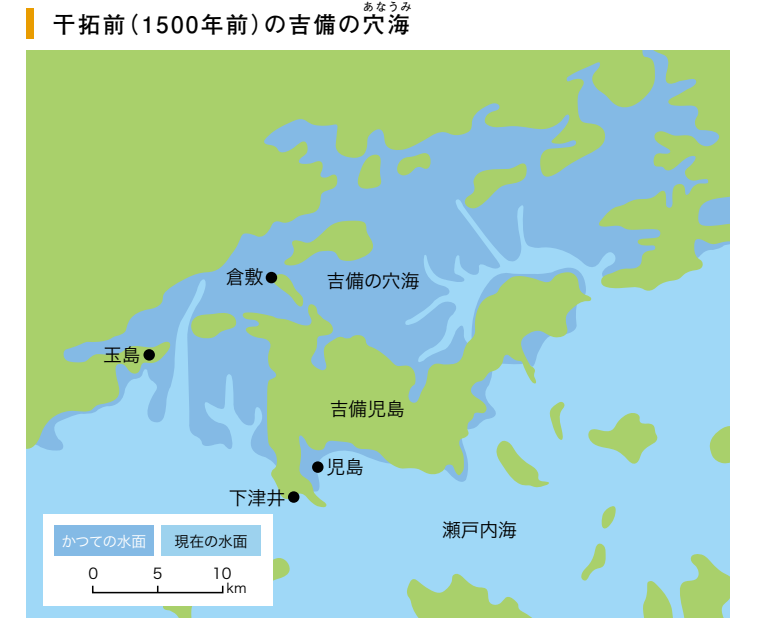 あなうみ
干拓前（1500年前）の吉備の穴海
倉敷
吉備の穴海
玉島
吉備児島
児島
下津井
瀬戸内海
かつての水面
現在の水面
0 5 10
km